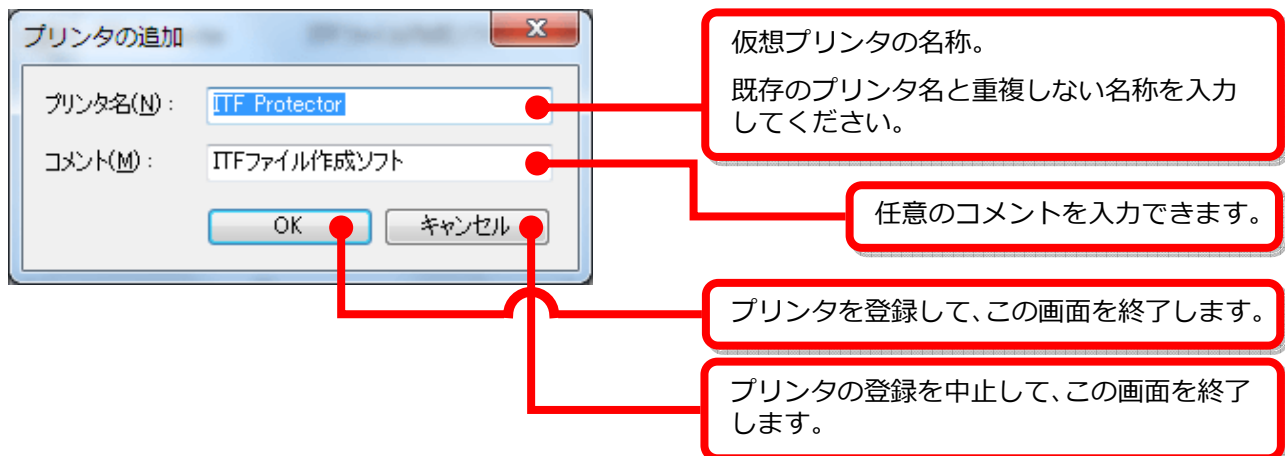 プリンタの追加
プリンタ名(N):
ITF Protector
コメント(M):
ITFファイル作成ソフト
OK
キャンセル
仮想プリンタの名称。
既存のプリンタ名と重複しない名称を入力
してください。
任意のコメントを入力できます。
プリンタを登録して、この画面を終了します。
プリンタの登録を中止して、この画面を終了
します。